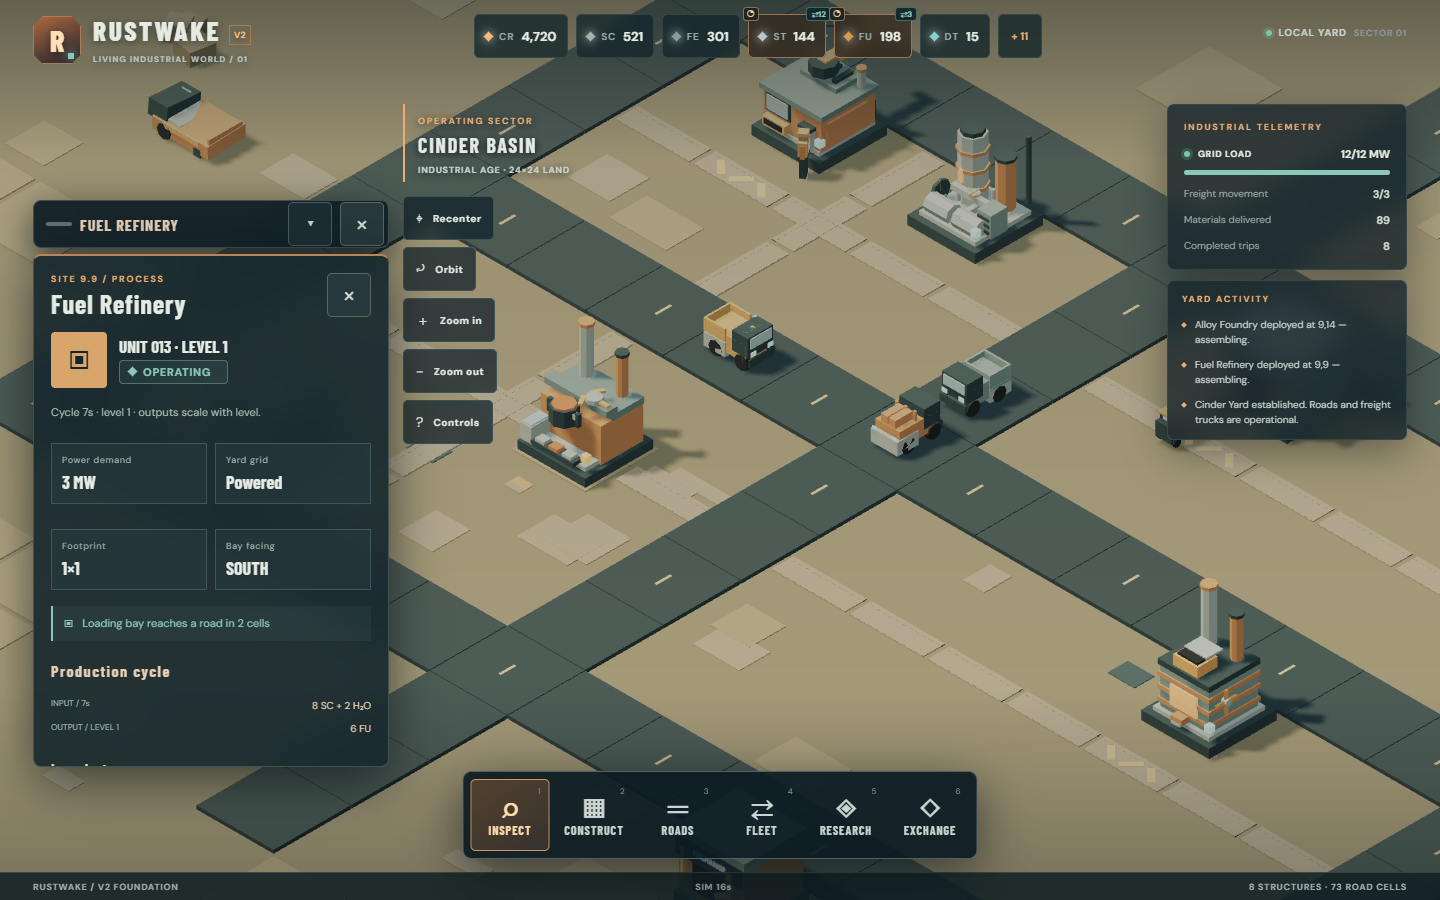 R
RUSTWAKE V2
LIVING INDUSTRIAL WORLD / 01
CR 4,720
SC 521
FE 301
ST 144
⇄12
FU 198
⇄3
DT 15
+ 11
LOCAL YARD SECTOR 01
OPERATING SECTOR
CINDER BASIN
INDUSTRIAL AGE · 24×24 LAND
Recenter
Orbit
+ Zoom in
− Zoom out
? Controls
FUEL REFINERY
SITE 9.9 / PROCESS
Fuel Refinery
UNIT 013 · LEVEL 1
OPERATING
Cycle 7s · level 1 · outputs scale with level.
Power demand
3 MW
Yard grid
Powered
Footprint
1×1
Bay facing
SOUTH
Loading bay reaches a road in 2 cells
Production cycle
INPUT / 7s 8 SC + 2 H₂O
OUTPUT / LEVEL 1 6 FU
INDUSTRIAL TELEMETRY
GRID LOAD 12/12 MW
Freight movement 3/3
Materials delivered 89
Completed trips 8
YARD ACTIVITY
Alloy Foundry deployed at 9,14 —
assembling.
Fuel Refinery deployed at 9,9 —
assembling.
Cinder Yard established. Roads and freight
trucks are operational.
1 INSPECT
2 CONSTRUCT
3 ROADS
4 FLEET
5 RESEARCH
6 EXCHANGE
RUSTWAKE / V2 FOUNDATION
SIM 16s
8 STRUCTURES · 73 ROAD CELLS